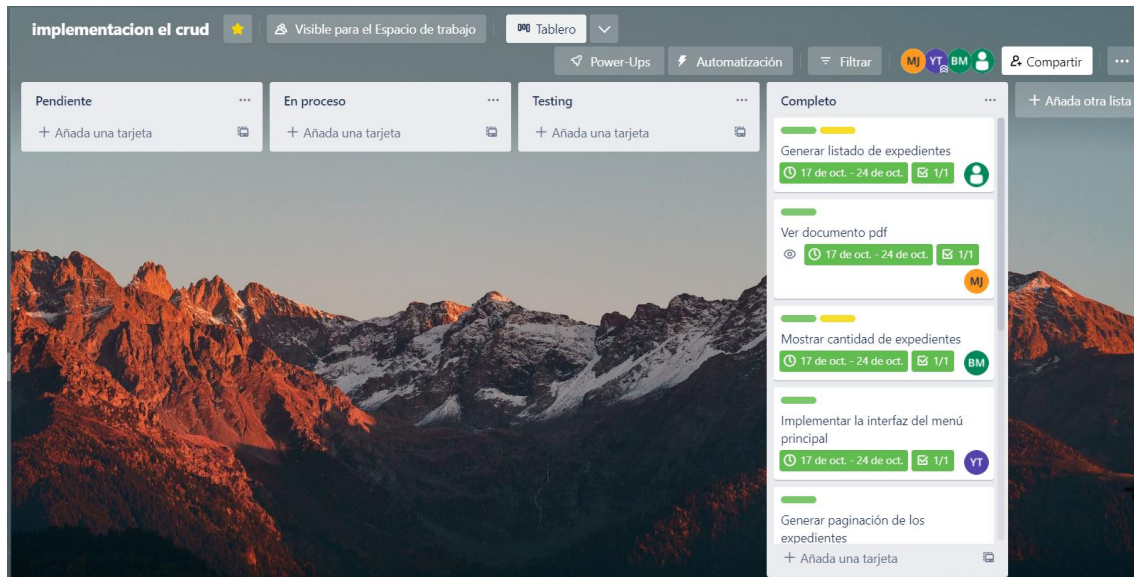 implementacion el crud
Visible para el Espacio de trabajo
Tablero
Power-Ups
Automatización
Filtrar
MJ
YT
BM
Compartir
...
Pendiente
...
+ Añada una tarjeta
En proceso
...
+ Añada una tarjeta
Testing
...
+ Añada una tarjeta
Completo
...
Generar listado de expedientes
17 de oct. - 24 de oct.
1/1
Ver documento pdf
17 de oct. - 24 de oct.
1/1
MJ
Mostrar cantidad de expedientes
17 de oct. - 24 de oct.
1/1
BM
Implementar la interfaz del menú
principal
17 de oct. - 24 de oct.
1/1
YT
Generar paginación de los
expedientes
+ Añada una tarjeta
+ Añada otra lista